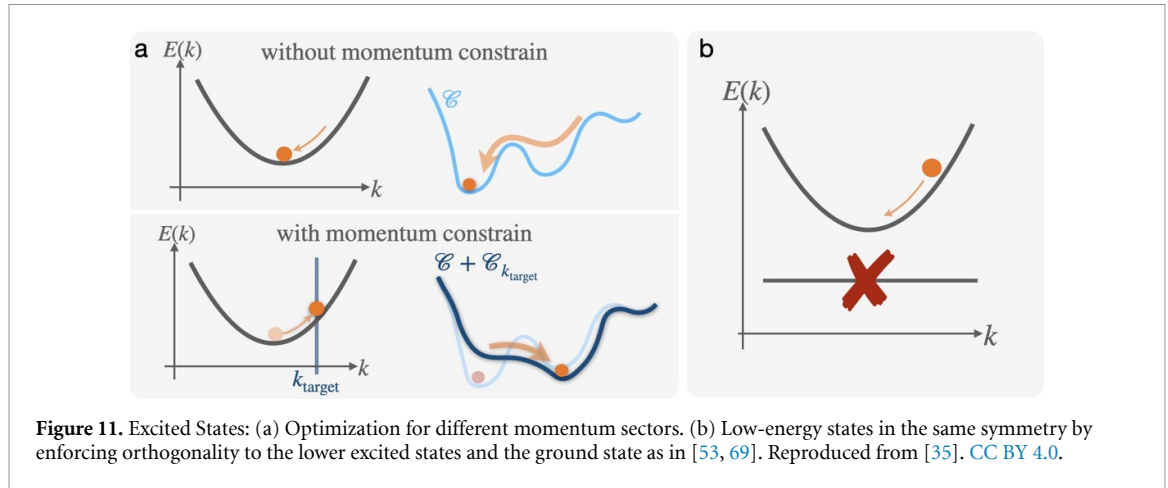 a
E(k)
without momentum constrain
𝒞
k
E(k)
with momentum constrain
𝒞 + 𝒞k_target
k
k_target
b
E(k)
k
Figure 11. Excited States: (a) Optimization for different momentum sectors. (b) Low-energy states in the same symmetry by
enforcing orthogonality to the lower excited states and the ground state as in [53, 69]. Reproduced from [35]. CC BY 4.0.